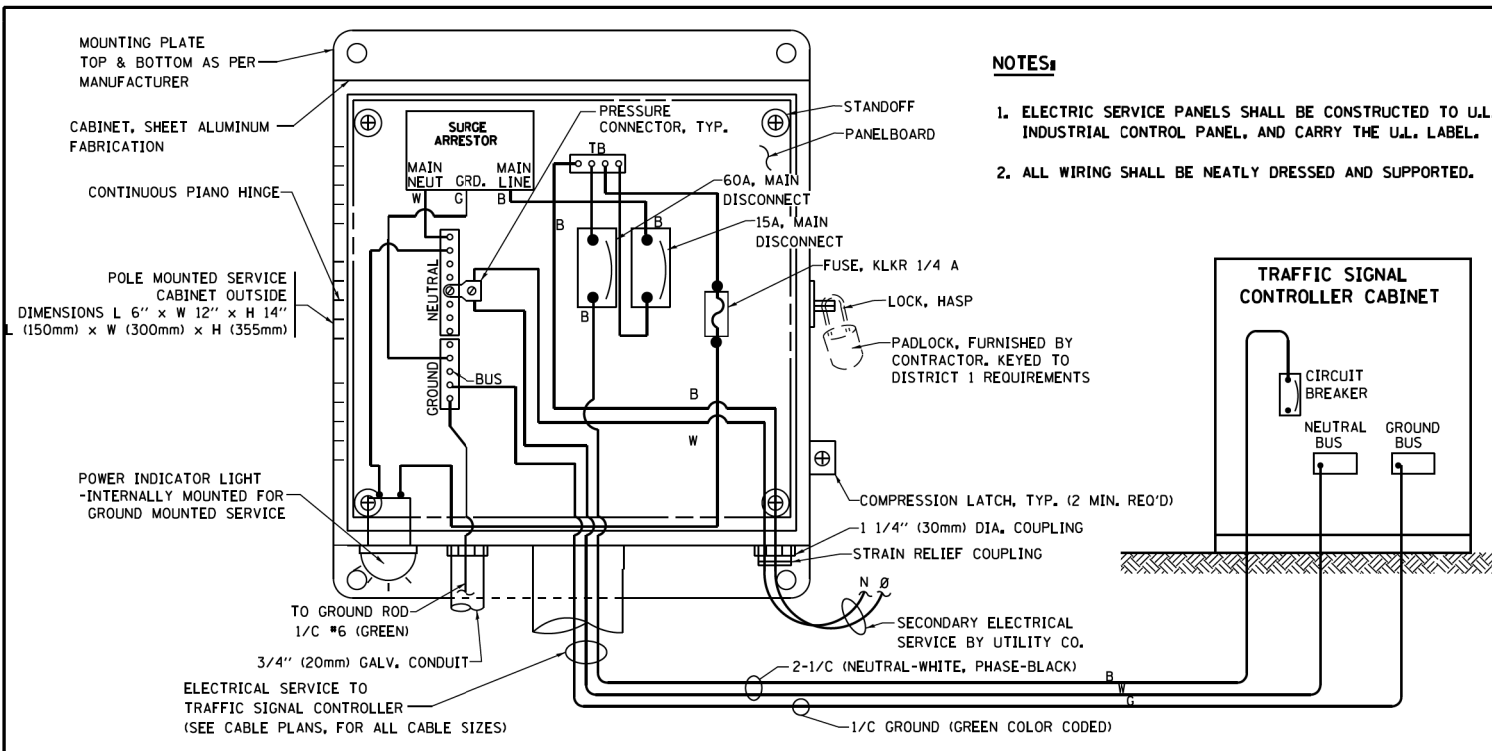 MOUNTING PLATE
TOP & BOTTOM AS PER
MANUFACTURER
CABINET, SHEET ALUMINUM
FABRICATION
CONTINUOUS PIANO HINGE
POLE MOUNTED SERVICE
CABINET OUTSIDE
DIMENSIONS L 6" x W 12" x H 14"
L (150mm) x W (300mm) x H (355mm)
POWER INDICATOR LIGHT
-INTERNALLY MOUNTED FOR
GROUND MOUNTED SERVICE
SURGE
ARRESTOR
MAIN
NEUT
GRD.
MAIN
LINE
W
G
B
PRESSURE
CONNECTOR, TYP.
TB
STANDOFF
PANELBOARD
60A, MAIN
DISCONNECT
15A, MAIN
DISCONNECT
B
B
B
NEUTRAL
GROUND
BUS
FUSE, KLKR 1/4 A
LOCK, HASP
PADLOCK, FURNISHED BY
CONTRACTOR. KEYED TO
DISTRICT 1 REQUIREMENTS
B
W
COMPRESSION LATCH, TYP. (2 MIN. REQ'D)
1 1/4" (30mm) DIA. COUPLING
STRAIN RELIEF COUPLING
N Ø
SECONDARY ELECTRICAL
SERVICE BY UTILITY CO.
TO GROUND ROD
1/C #6 (GREEN)
3/4" (20mm) GALV. CONDUIT
ELECTRICAL SERVICE TO
TRAFFIC SIGNAL CONTROLLER
(SEE CABLE PLANS, FOR ALL CABLE SIZES)
2-1/C (NEUTRAL-WHITE, PHASE-BLACK)
1/C GROUND (GREEN COLOR CODED)
B
W
G
NOTES:
1. ELECTRIC SERVICE PANELS SHALL BE CONSTRUCTED TO U.L.
INDUSTRIAL CONTROL PANEL, AND CARRY THE U.L. LABEL.
2. ALL WIRING SHALL BE NEATLY DRESSED AND SUPPORTED.
TRAFFIC SIGNAL
CONTROLLER CABINET
CIRCUIT
BREAKER
NEUTRAL
BUS
GROUND
BUS